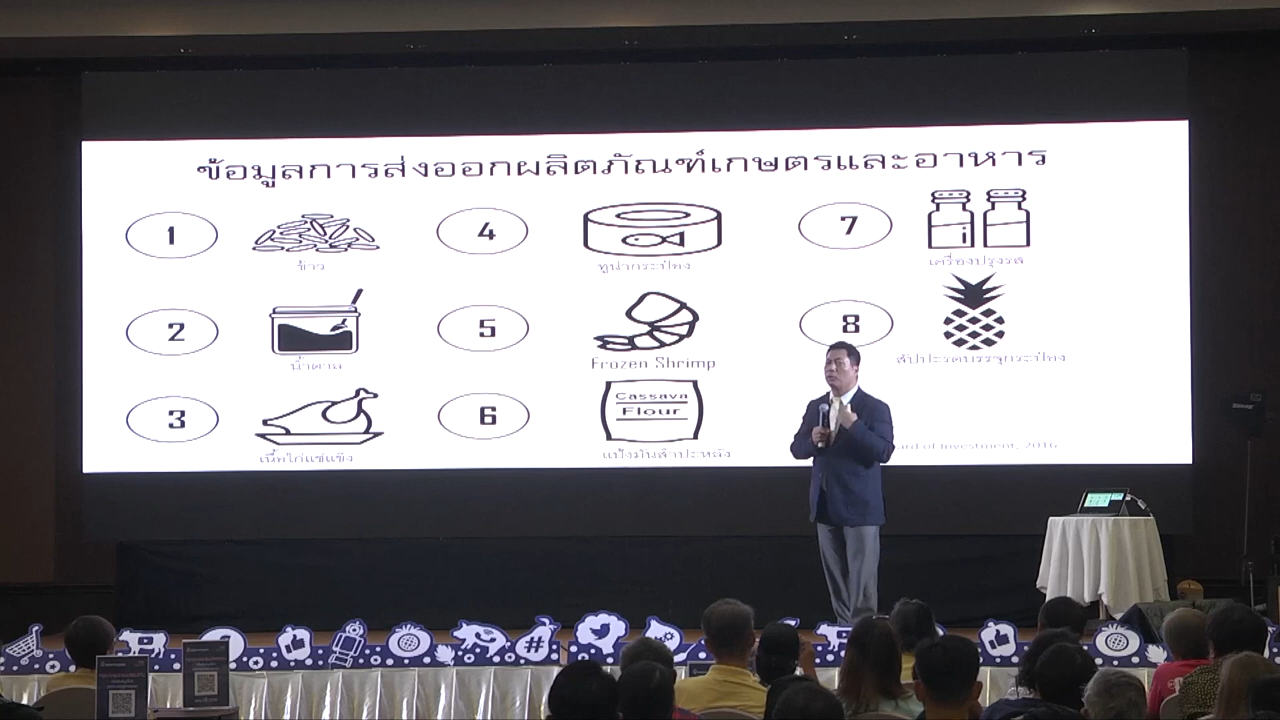 ข้อมูลการส่งออกผลิตภัณฑ์เกษตรและอาหาร
1
ข้าว
2
น้ำตาล
3
เนื้อไก่แช่แข็ง
4
ทูน่ากระป๋อง
5
Frozen Shrimp
6
Cassava
Flour
แป้งมันสำปะหลัง
7
เครื่องปรุงรส
8
สัปปะรดบรรจุกระป๋อง
of Investment, 2016
#